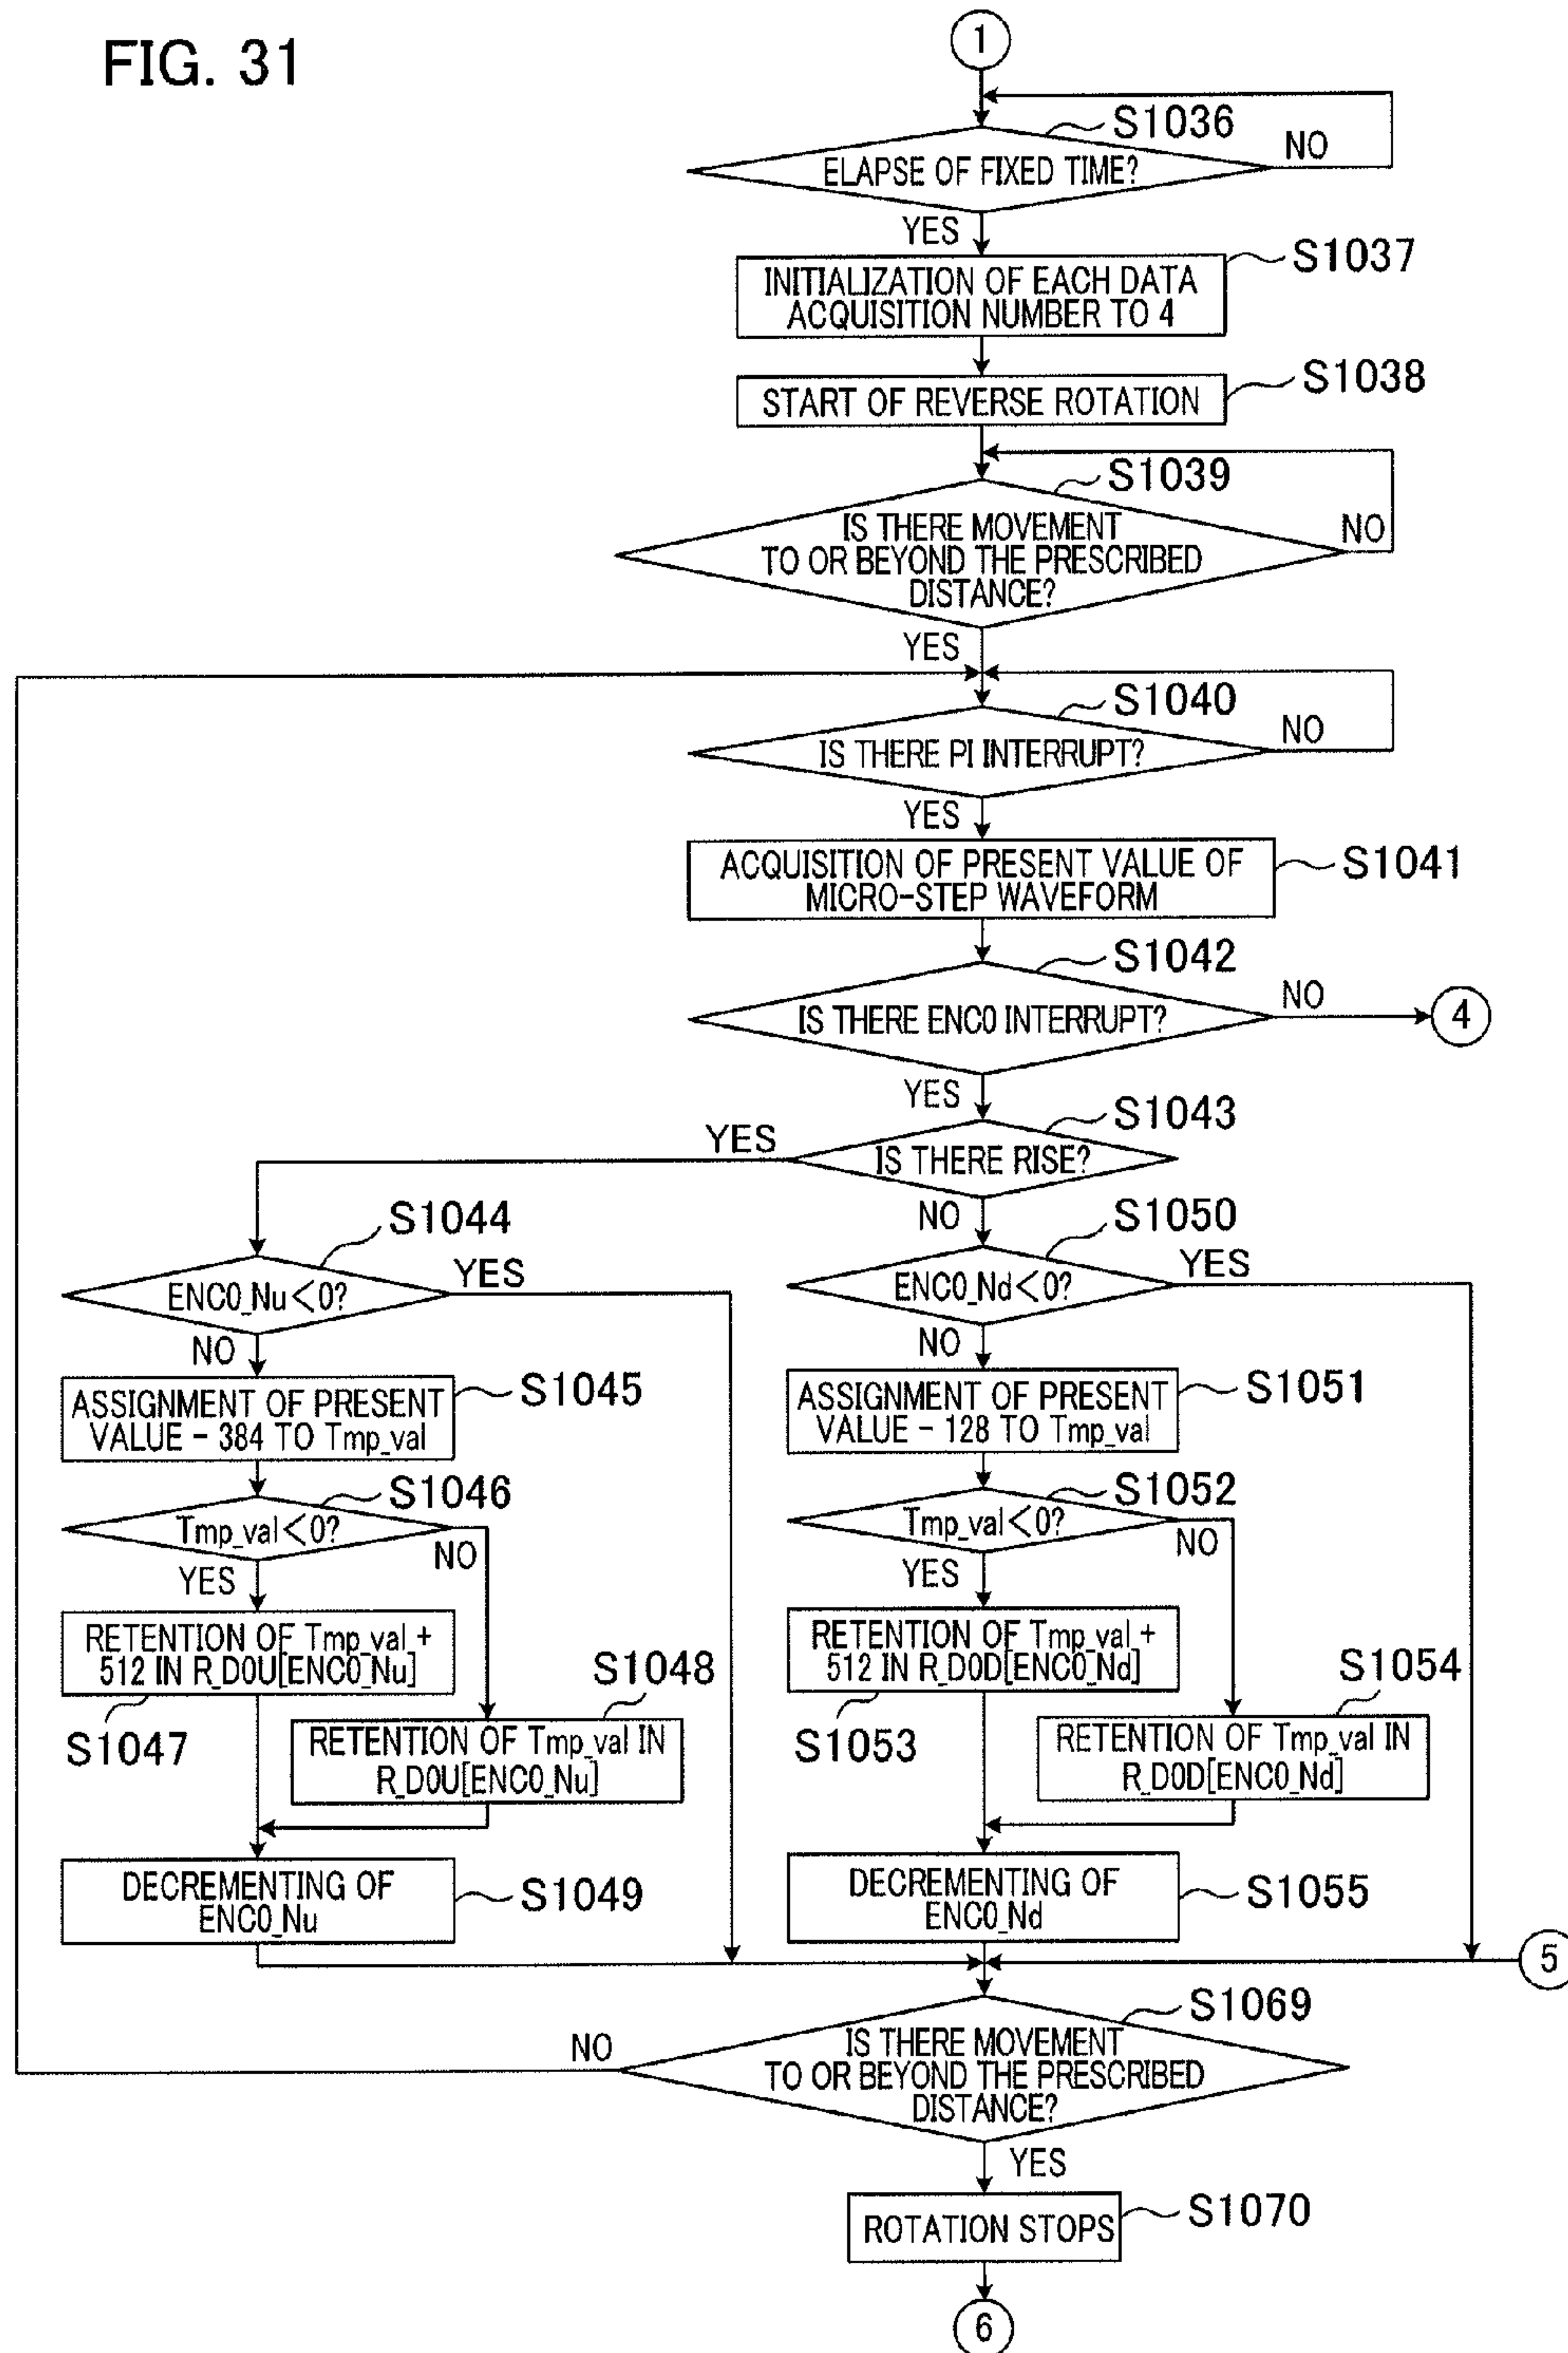 FIG. 31
1
S1036
ELAPSE OF FIXED TIME?
NO
YES
S1037
INITIALIZATION OF EACH DATA
ACQUISITION NUMBER TO 4
S1038
START OF REVERSE ROTATION
S1039
IS THERE MOVEMENT
TO OR BEYOND THE PRESCRIBED
DISTANCE?
NO
YES
S1040
IS THERE PI INTERRUPT?
NO
YES
S1041
ACQUISITION OF PRESENT VALUE OF
MICRO-STEP WAVEFORM
S1042
IS THERE ENC0 INTERRUPT?
NO
4
YES
S1043
IS THERE RISE?
YES
NO
S1044
ENC0_Nu<0?
YES
NO
S1045
ASSIGNMENT OF PRESENT
VALUE - 384 TO Tmp_val
S1046
Tmp_val<0?
NO
YES
RETENTION OF Tmp_val +
512 IN R_D0U[ENC0_Nu]
S1047
S1048
RETENTION OF Tmp_val IN
R_D0U[ENC0_Nu]
DECREMENTING OF
ENC0_Nu
S1049
S1050
ENC0_Nd<0?
YES
NO
S1051
ASSIGNMENT OF PRESENT
VALUE - 128 TO Tmp_val
S1052
Tmp_val<0?
NO
YES
RETENTION OF Tmp_val +
512 IN R_D0D[ENC0_Nd]
S1053
S1054
RETENTION OF Tmp_val IN
R_D0D[ENC0_Nd]
DECREMENTING OF
ENC0_Nd
S1055
5
S1069
IS THERE MOVEMENT
TO OR BEYOND THE PRESCRIBED
DISTANCE?
NO
YES
S1070
ROTATION STOPS
6